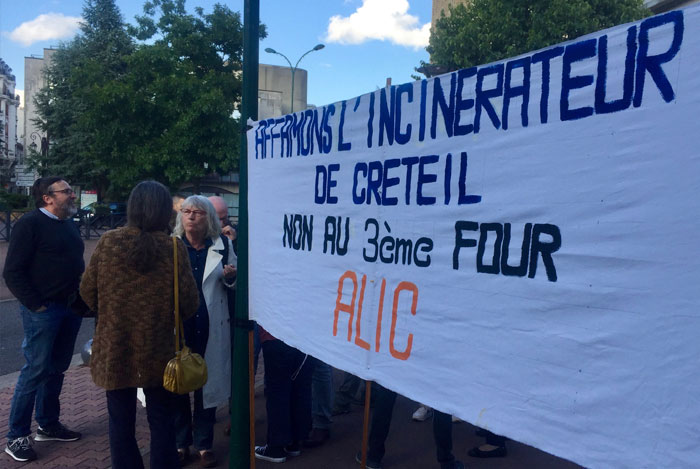 AFFAMONS L'INCINERATEUR
DE CRETEIL
NON AU 3ème FOUR
ALIC